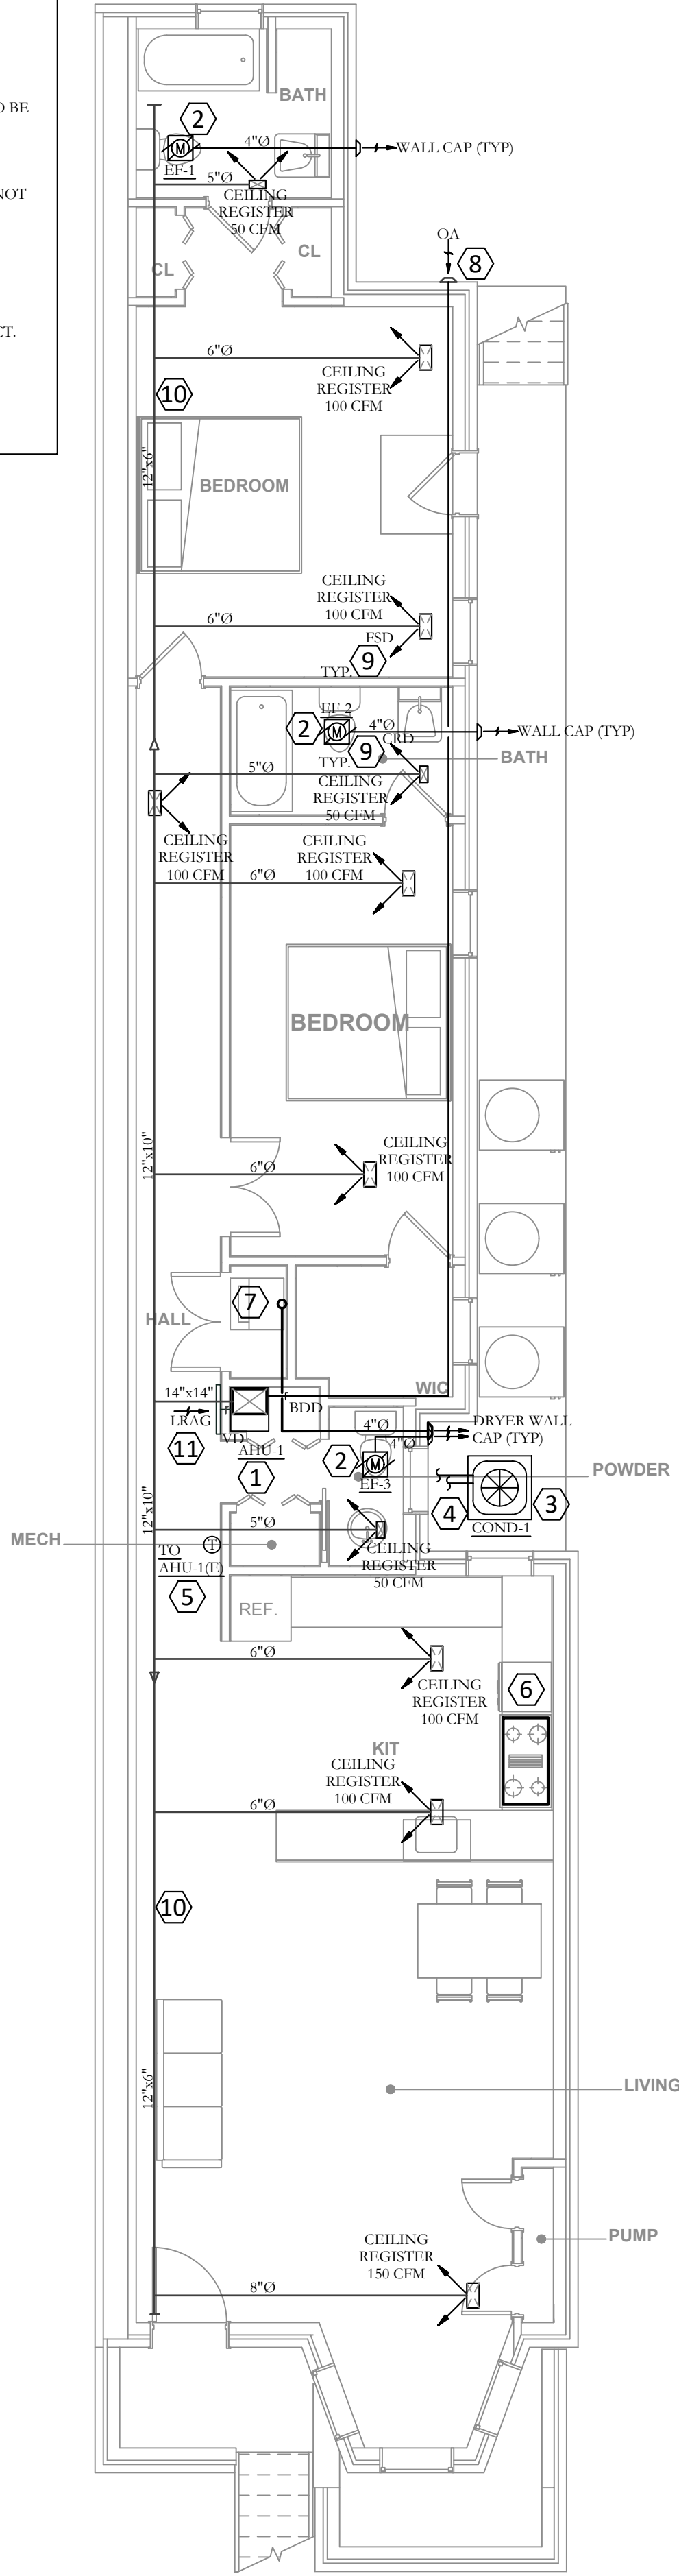 O BE
NOT
CT.
BATH
2
4"Ø
M
WALL CAP (TYP)
EF-1
5"Ø
CEILING
REGISTER
50 CFM
CL
CL
OA
8
6"Ø
CEILING
REGISTER
100 CFM
10
12"x6"
BEDROOM
CEILING
REGISTER
100 CFM
6"Ø
FSD
9
TYP.
EF-2
2
M
4"Ø
WALL CAP (TYP)
CRD
9
TYP.
BATH
5"Ø
CEILING
REGISTER
50 CFM
CEILING
REGISTER
100 CFM
CEILING
REGISTER
100 CFM
6"Ø
BEDROOM
12"x10"
CEILING
REGISTER
100 CFM
6"Ø
7
HALL
WIC
14"x14"
BDD
LRAG
VD
AHU-1
11
1
4"Ø
4"Ø
DRYER WALL
CAP (TYP)
2
M
EF-3
POWDER
4
3
COND-1
12"x10"
5"Ø
MECH
T
TO
AHU-1(E)
5
CEILING
REGISTER
50 CFM
REF.
6"Ø
CEILING
REGISTER
100 CFM
6
KIT
CEILING
REGISTER
100 CFM
6"Ø
10
12"x6"
LIVING
PUMP
CEILING
REGISTER
150 CFM
8"Ø